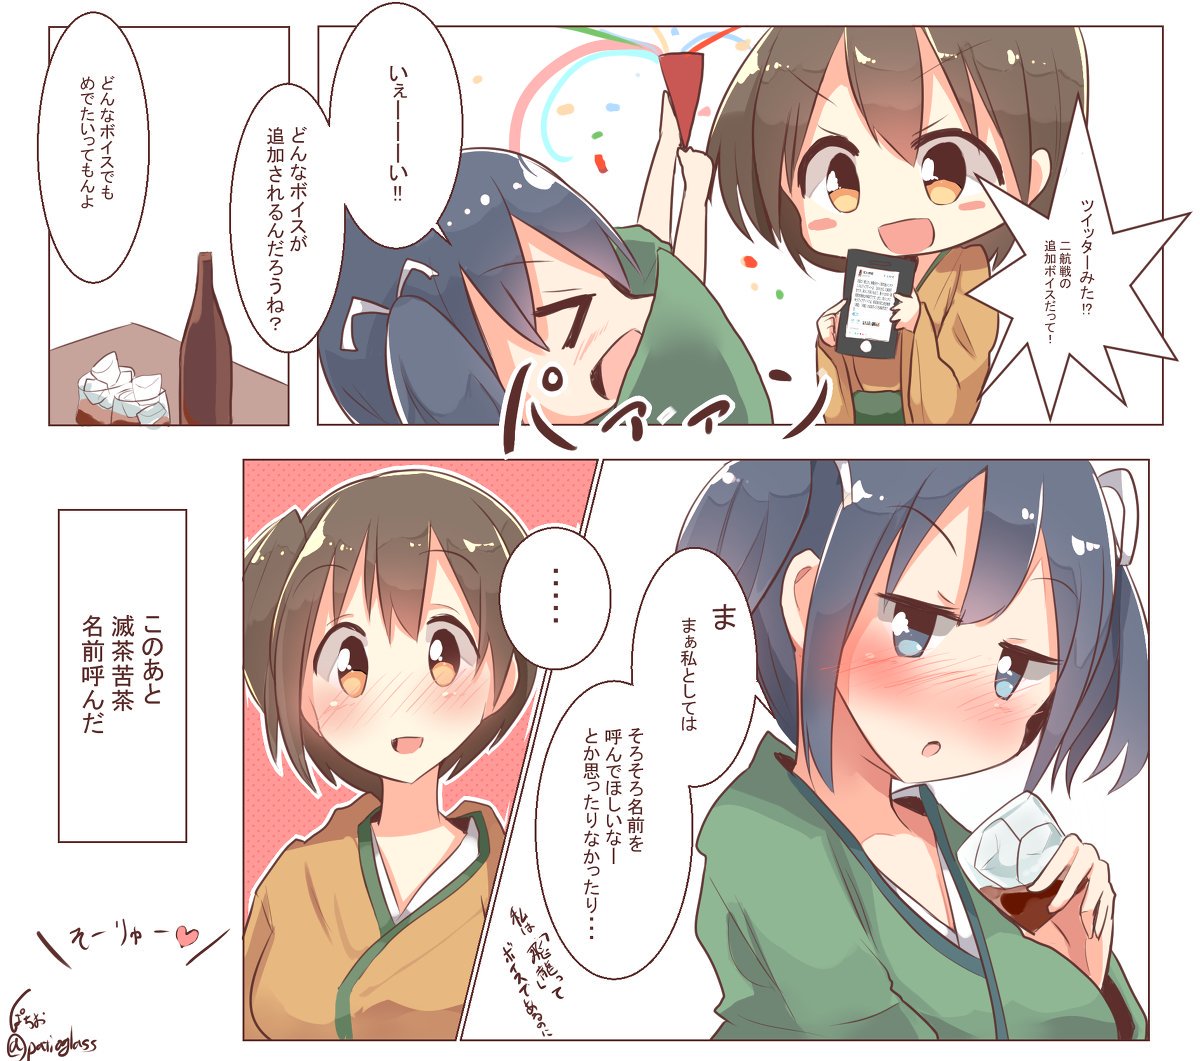 ツイッターみた!?
二航戦の
追加ボイスだって!
いぇーーーい!!
どんなボイスが
追加されるんだろうね?
パァァン
どんなボイスでも
めでたいってもんよ
ま
まぁ私としては
そろそろ名前を
呼んでほしいなー
とか思ったりなかったり・・・
私は
「飛龍」って
ボイスであるのに
・・・・・
このあと
滅茶苦茶
名前呼んだ
そーりゅー♥
ぱちお
@patioglass